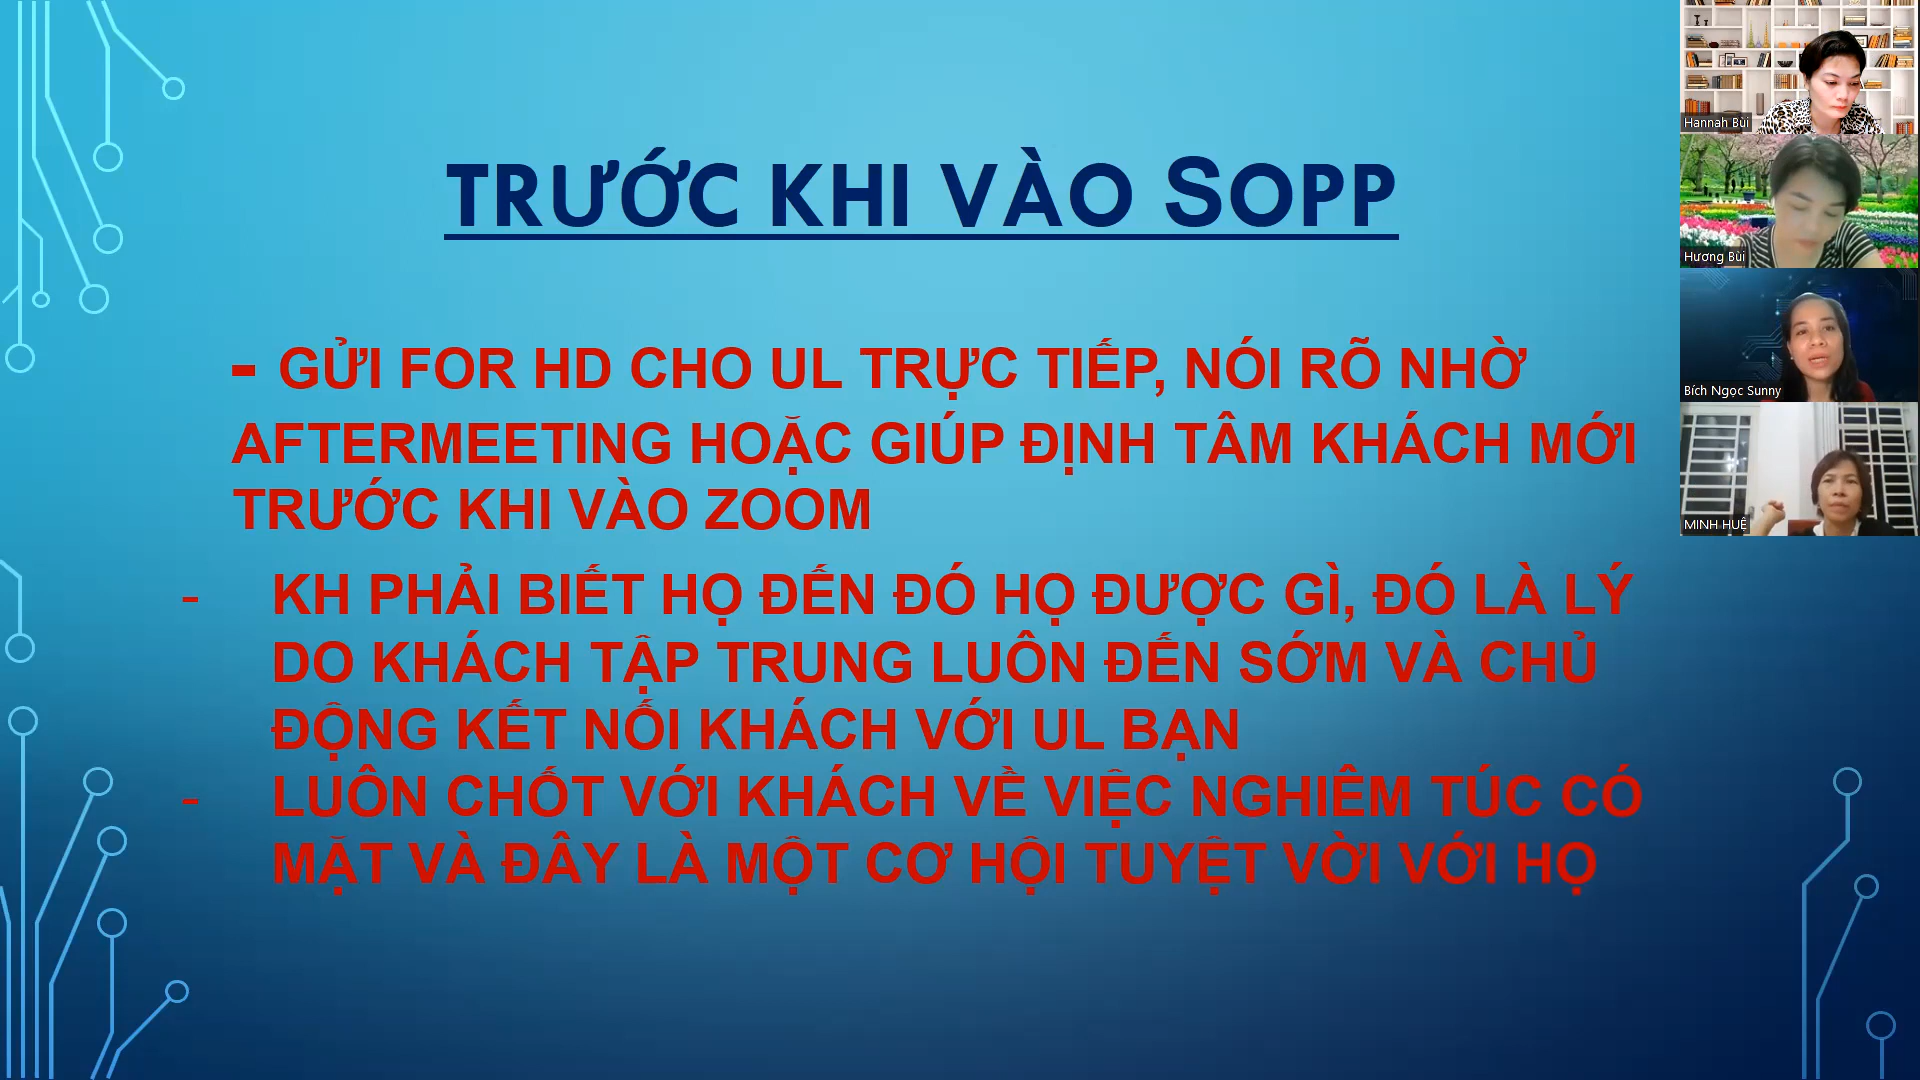 TRƯỚC KHI VÀO SOPP
- GỬI FOR HD CHO UL TRỰC TIẾP, NÓI RÕ NHỜ
AFTERMEETING HOẶC GIÚP ĐỊNH TÂM KHÁCH MỚI
TRƯỚC KHI VÀO ZOOM
- KH PHẢI BIẾT HỌ ĐẾN ĐÓ HỌ ĐƯỢC GÌ, ĐÓ LÀ LÝ
DO KHÁCH TẬP TRUNG LUÔN ĐẾN SỚM VÀ CHỦ
ĐỘNG KẾT NỐI KHÁCH VỚI UL BẠN
- LUÔN CHỐT VỚI KHÁCH VỀ VIỆC NGHIÊM TÚC CÓ
MẶT VÀ ĐÂY LÀ MỘT CƠ HỘI TUYỆT VỜI VỚI HỌ
Hannah Bùi
Hương Bùi
Bích Ngọc Sunny
MINH HUỆ